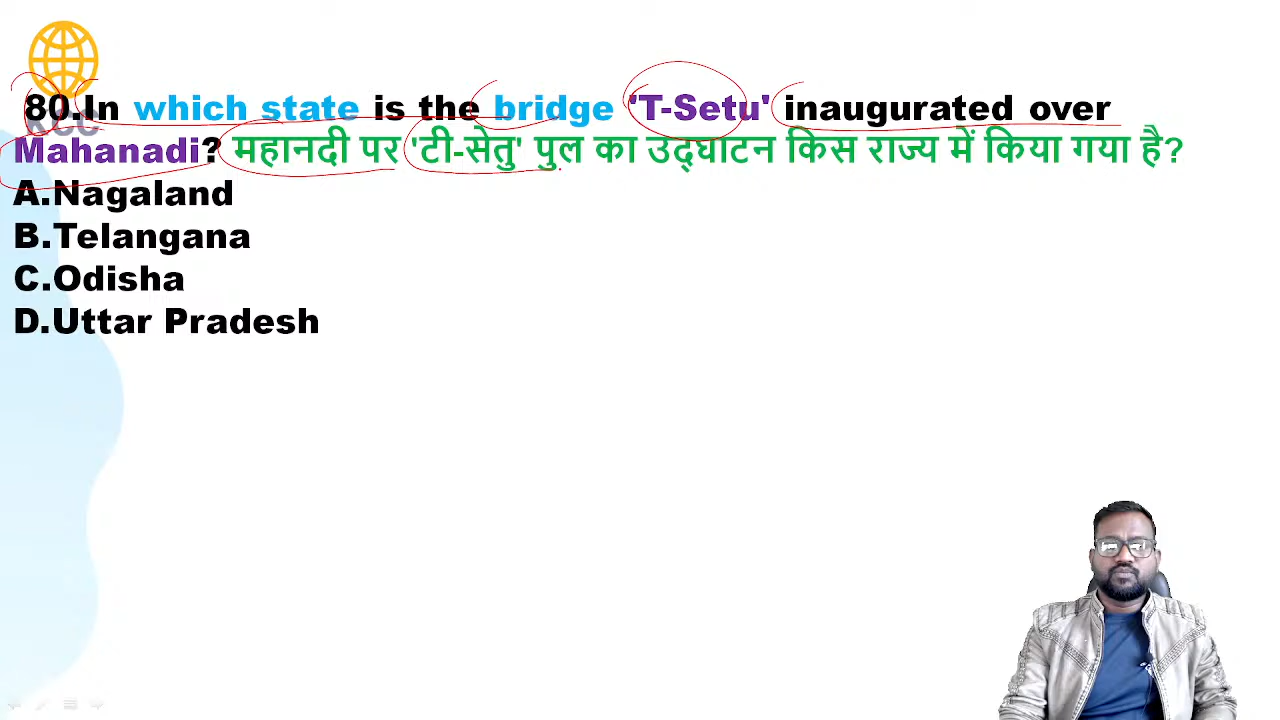 80.In which state is the bridge 'T-Setu' inaugurated over
Mahanadi? महानदी पर 'टी-सेतु' पुल का उद्घाटन किस राज्य में किया गया है?
A.Nagaland
B.Telangana
C.Odisha
D.Uttar Pradesh